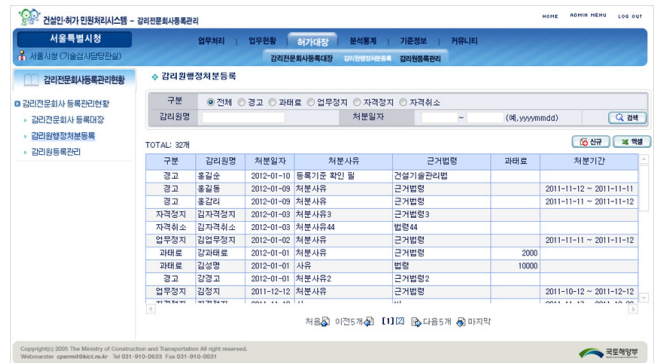 건설인·허가 민원처리시스템 - 감리전문회사등록관리
HOME ADMIN MENU LOG OUT
서울특별시청
업무처리 | 업무현황 | 허가대장 | 분석통계 | 기준정보 | 커뮤니티
서울시청 (기술심사담당관실)
감리전문회사등록대장 감리원행정처분등록 감리원등록관리
감리전문회사등록관리현황
감리원행정처분등록
감리전문회사 등록관리현황
감리전문회사 등록대장
감리원행정처분등록
감리원등록관리
구분 전체 경고 과태료 업무정지 자격정지 자격취소
감리원명 처분일자 ~ (예,yyyymmdd) 검색
TOTAL: 32개 신규 엑셀
구분 감리원명 처분일자 처분사유 근거법령 과태료 처분기간
경고 홍길순 2012-01-10 등록기준 확인 필 건설기술관리법
경고 홍길동 2012-01-09 처분사유 근거법령 2011-11-12 ~ 2011-11-11
경고 홍감리 2012-01-09 처분사유 근거법령 2011-11-11 ~ 2011-11-12
자격정지 김자격정지 2012-01-03 처분사유3 근거법령3
자격취소 김자격취소 2012-01-03 처분사유44 법령44
업무정지 김업무정지 2012-01-02 처분사유 근거법령 2011-11-11 ~ 2011-11-12
과태료 강과태료 2012-01-01 처분사유 근거법령 2000
과태료 김성명 2012-01-01 사유 법령 10000
경고 강경고 2012-01-01 처분사유2 근거법령2
업무정지 김정지 2011-12-12 처분사유 근거법령 2011-10-12 ~ 2011-12-12
처음 이전5개 [1] [2] 다음5개 마지막
Copyright(c) 2005 The Ministry of Construction and Transportation All right reserved.
Webmaster cpermit@kict.re.kr Tel 031-910-0633 Fax 031-910-0031
국토해양부